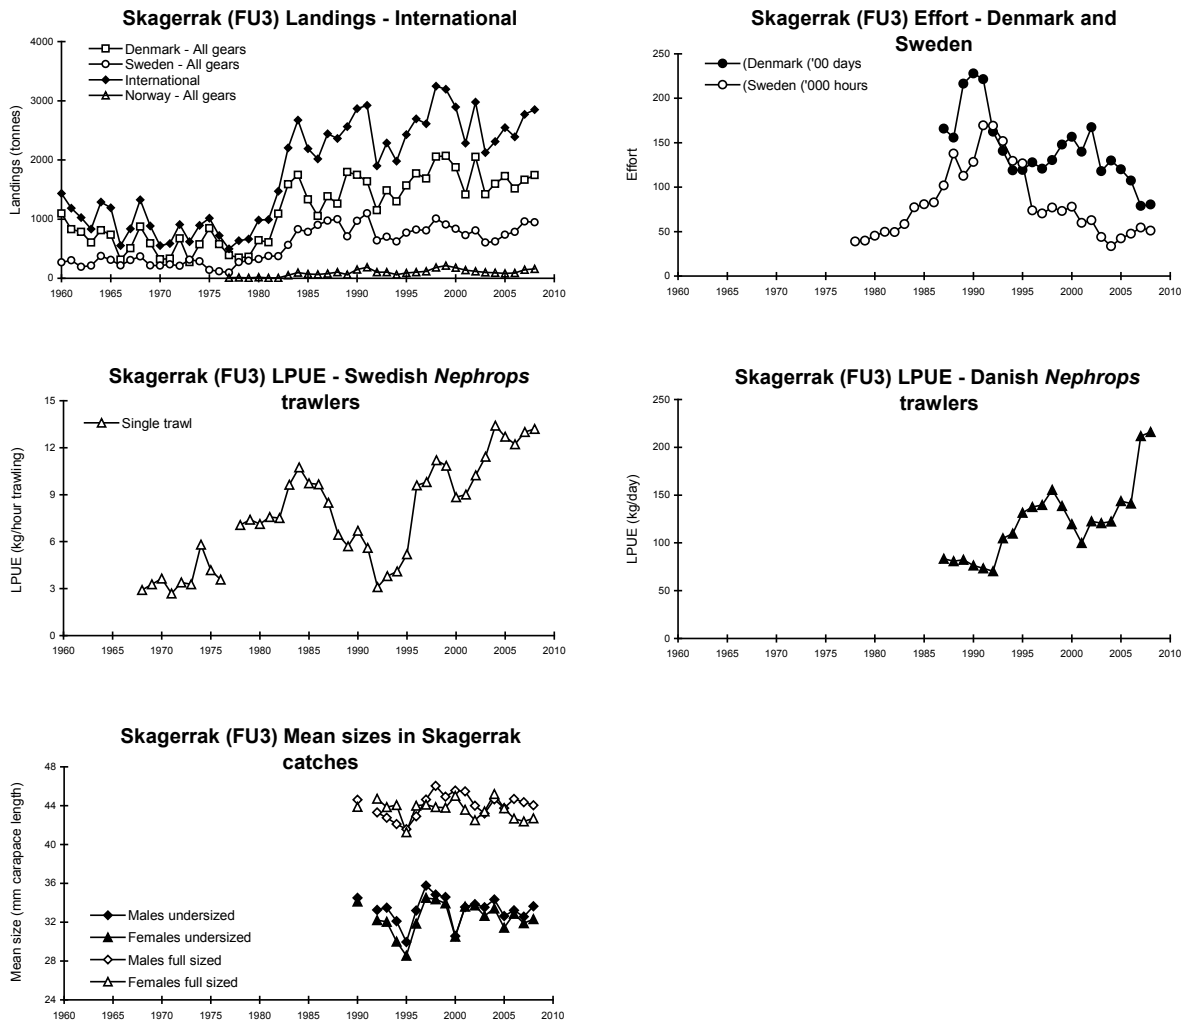 Skagerrak (FU3) Landings - International
4000
3000
2000
1000
0
Landings (tonnes)
Denmark - All gears
Sweden - All gears
International
Norway - All gears
1960 1965 1970 1975 1980 1985 1990 1995 2000 2005 2010
Skagerrak (FU3) Effort - Denmark and
Sweden
250
200
150
100
50
0
Effort
(Denmark ('00 days
(Sweden ('000 hours
1960 1965 1970 1975 1980 1985 1990 1995 2000 2005 2010
Skagerrak (FU3) LPUE - Swedish Nephrops
trawlers
15
12
9
6
3
0
LPUE (kg/hour trawling)
Single trawl
1960 1965 1970 1975 1980 1985 1990 1995 2000 2005 2010
Skagerrak (FU3) LPUE - Danish Nephrops
trawlers
250
200
150
100
50
0
LPUE (kg/day)
1960 1965 1970 1975 1980 1985 1990 1995 2000 2005 2010
Skagerrak (FU3) Mean sizes in Skagerrak
catches
48
44
40
36
32
28
24
Mean size (mm carapace length)
Males undersized
Females undersized
Males full sized
Females full sized
1960 1965 1970 1975 1980 1985 1990 1995 2000 2005 2010